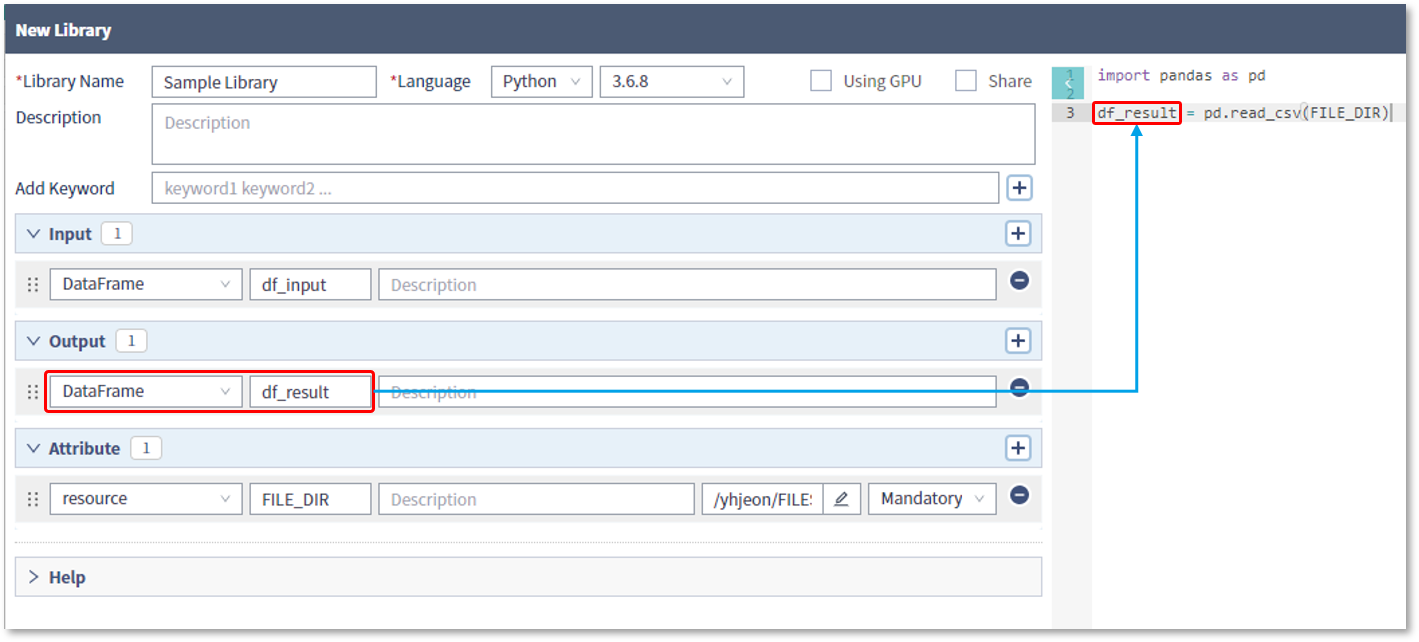 New Library
*Library Name Sample Library *Language Python 3.6.8 Using GPU Share
Description Description
Add Keyword keyword1 keyword2 ...
Input 1
DataFrame df_input Description
Output 1
DataFrame df_result Description
Attribute 1
resource FILE_DIR Description /yhjeon/FILE Mandatory
Help
1 import pandas as pd
2
3 df_result = pd.read_csv(FILE_DIR)